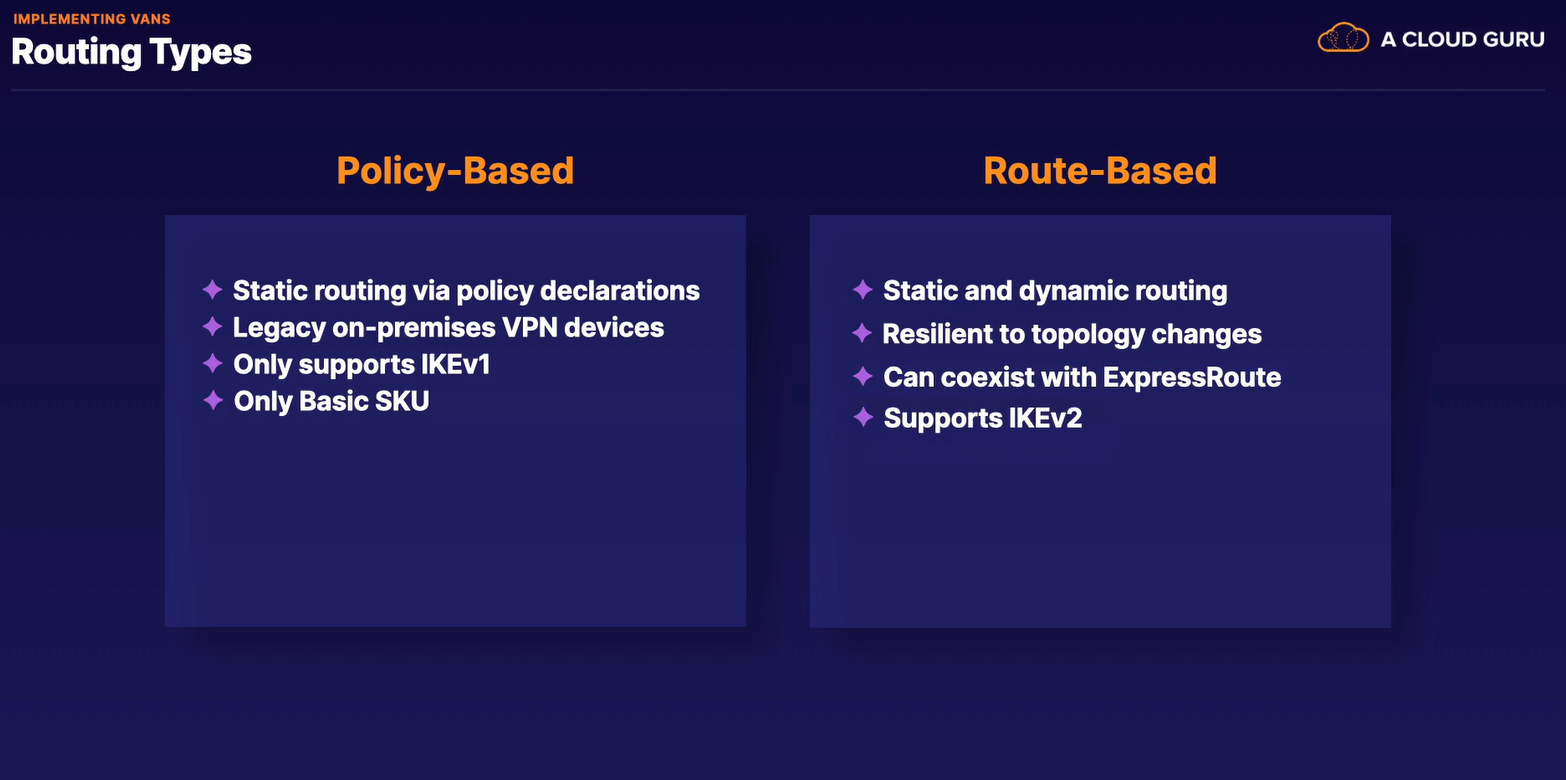 IMPLEMENTING VANS
Routing Types
A CLOUD GURU
Policy-Based
Static routing via policy declarations
Legacy on-premises VPN devices
Only supports IKEv1
Only Basic SKU
Route-Based
Static and dynamic routing
Resilient to topology changes
Can coexist with ExpressRoute
Supports IKEv2